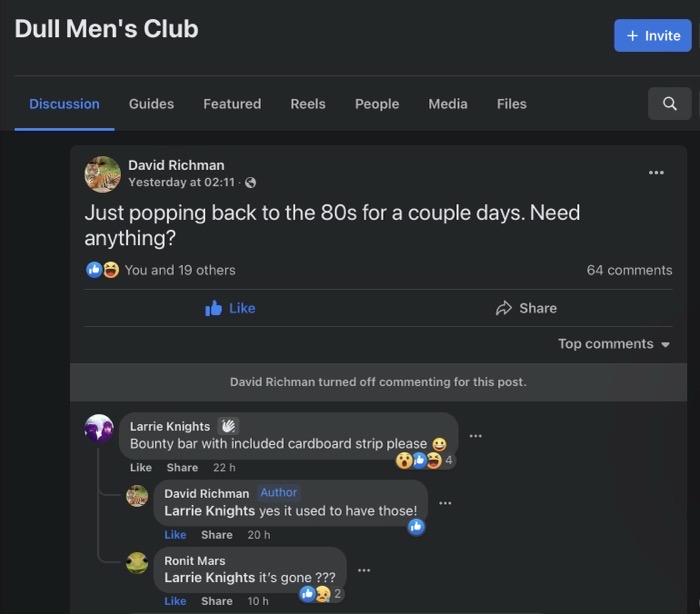 Dull Men's Club
+ Invite
Discussion Guides Featured Reels People Media Files
David Richman
Yesterday at 02:11 ·
Just popping back to the 80s for a couple days. Need
anything?
You and 19 others 64 comments
Like Share
Top comments
David Richman turned off commenting for this post.
Larrie Knights
Bounty bar with included cardboard strip please 😀
4
Like Share 22 h
David Richman Author
Larrie Knights yes it used to have those!
Like Share 20 h
Ronit Mars
Larrie Knights it's gone ???
2
Like Share 10 h